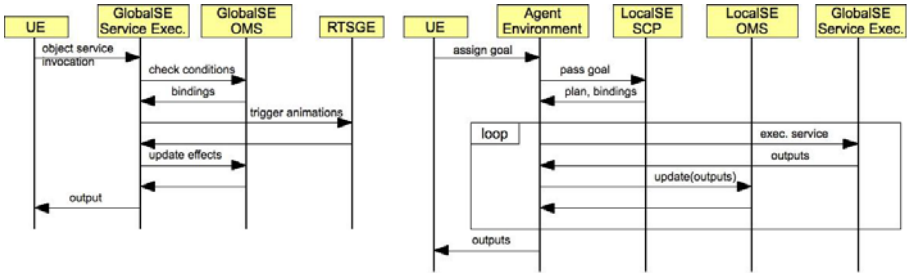 UE
GlobalSE
Service Exec.
GlobalSE
OMS
RTSGE
object service
invocation
check conditions
bindings
trigger animations
update effects
output
UE
Agent
Environment
LocalSE
SCP
LocalSE
OMS
GlobalSE
Service Exec.
assign goal
pass goal
plan, bindings
loop
exec. service
outputs
update(outputs)
outputs